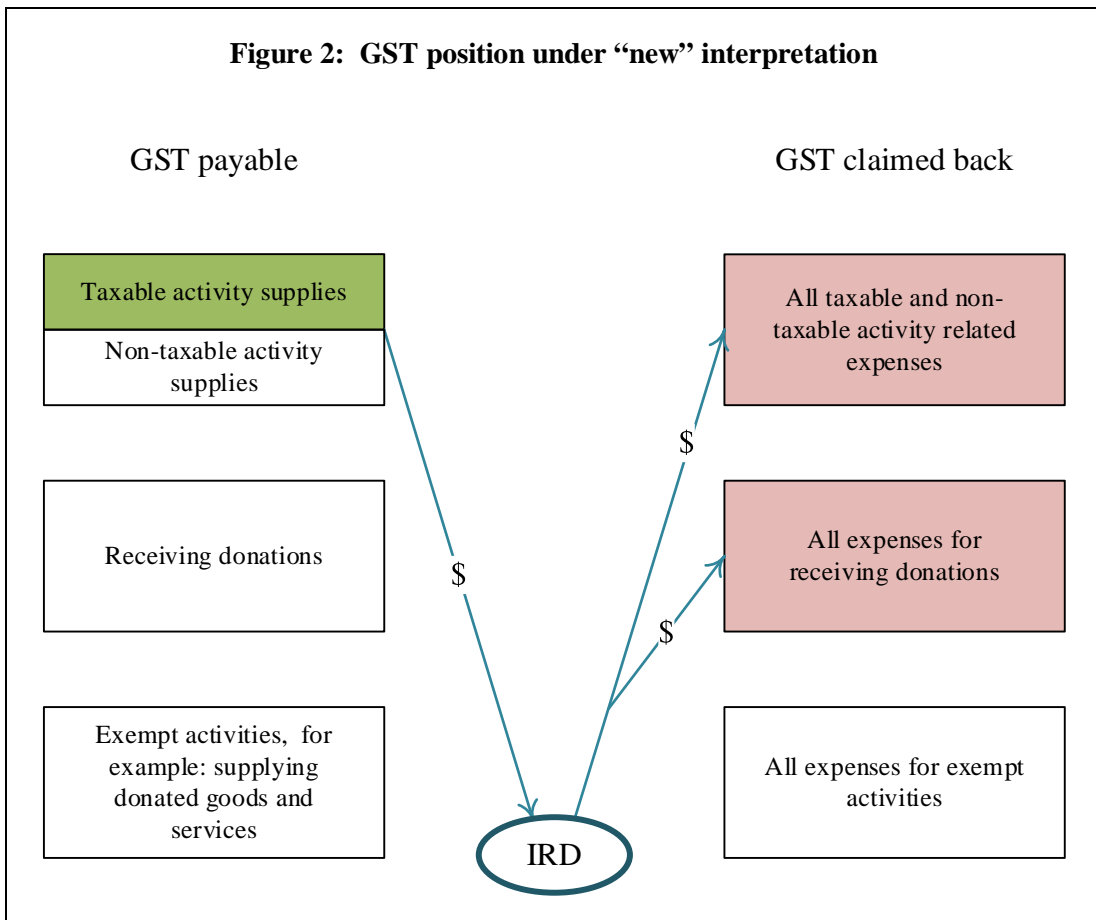 Figure 2:  GST position under “new” interpretation
GST payable
GST claimed back
Taxable activity supplies
Non-taxable activity
supplies
All taxable and non-
taxable activity related
expenses
$
Receiving donations
$
All expenses for
receiving donations
$
Exempt activities,  for
example: supplying
donated goods and
services
All expenses for exempt
activities
IRD